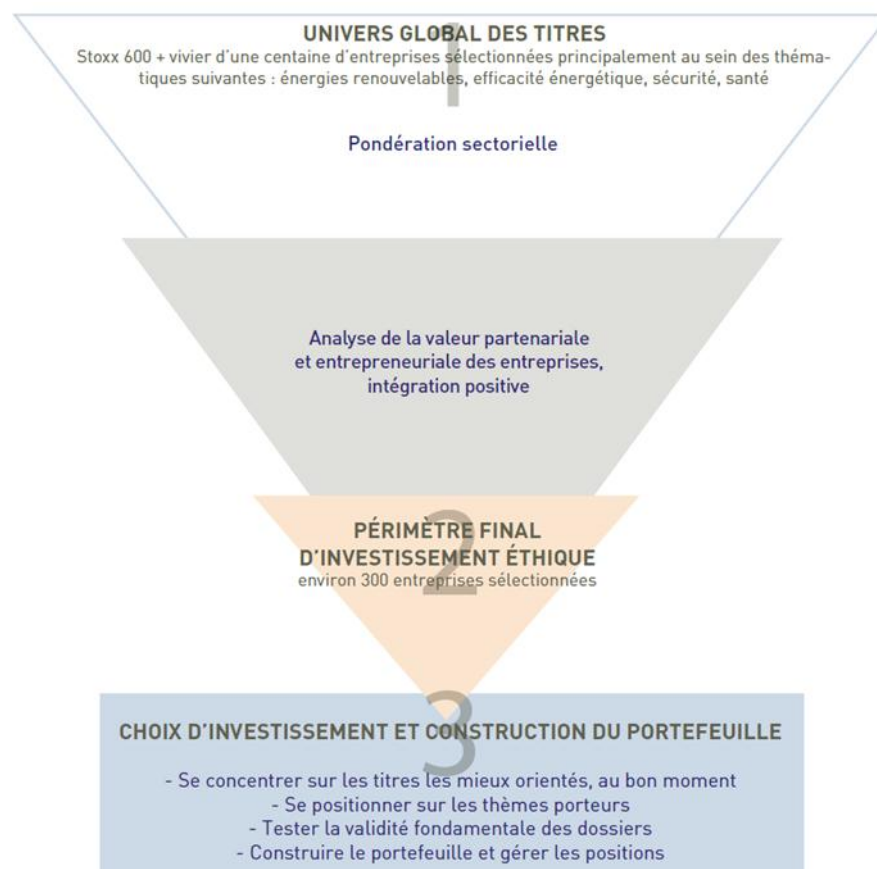 1
UNIVERS GLOBAL DES TITRES
Stoxx 600 + vivier d'une centaine d'entreprises sélectionnées principalement au sein des théma-
tiques suivantes : énergies renouvelables, efficacité énergétique, sécurité, santé
Pondération sectorielle
Analyse de la valeur partenariale
et entrepreneuriale des entreprises,
intégration positive
2
PÉRIMÈTRE FINAL
D'INVESTISSEMENT ÉTHIQUE
environ 300 entreprises sélectionnées
3
CHOIX D'INVESTISSEMENT ET CONSTRUCTION DU PORTEFEUILLE
- Se concentrer sur les titres les mieux orientés, au bon moment
- Se positionner sur les thèmes porteurs
- Tester la validité fondamentale des dossiers
- Construire le portefeuille et gérer les positions